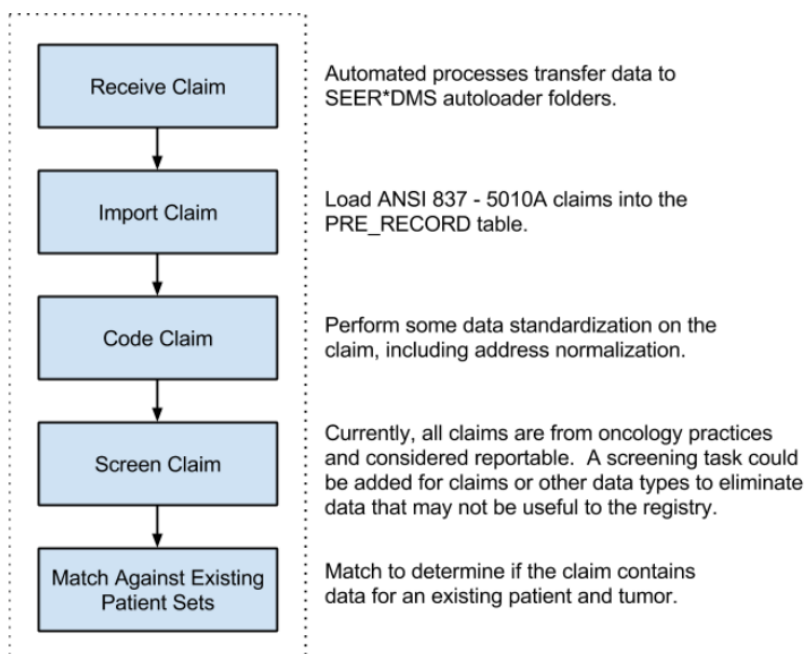 Receive Claim
Automated processes transfer data to
SEER*DMS autoloader folders.
Import Claim
Load ANSI 837 - 5010A claims into the
PRE_RECORD table.
Code Claim
Perform some data standardization on the
claim, including address normalization.
Screen Claim
Currently, all claims are from oncology practices
and considered reportable.  A screening task could
be added for claims or other data types to eliminate
data that may not be useful to the registry.
Match Against Existing
Patient Sets
Match to determine if the claim contains
data for an existing patient and tumor.